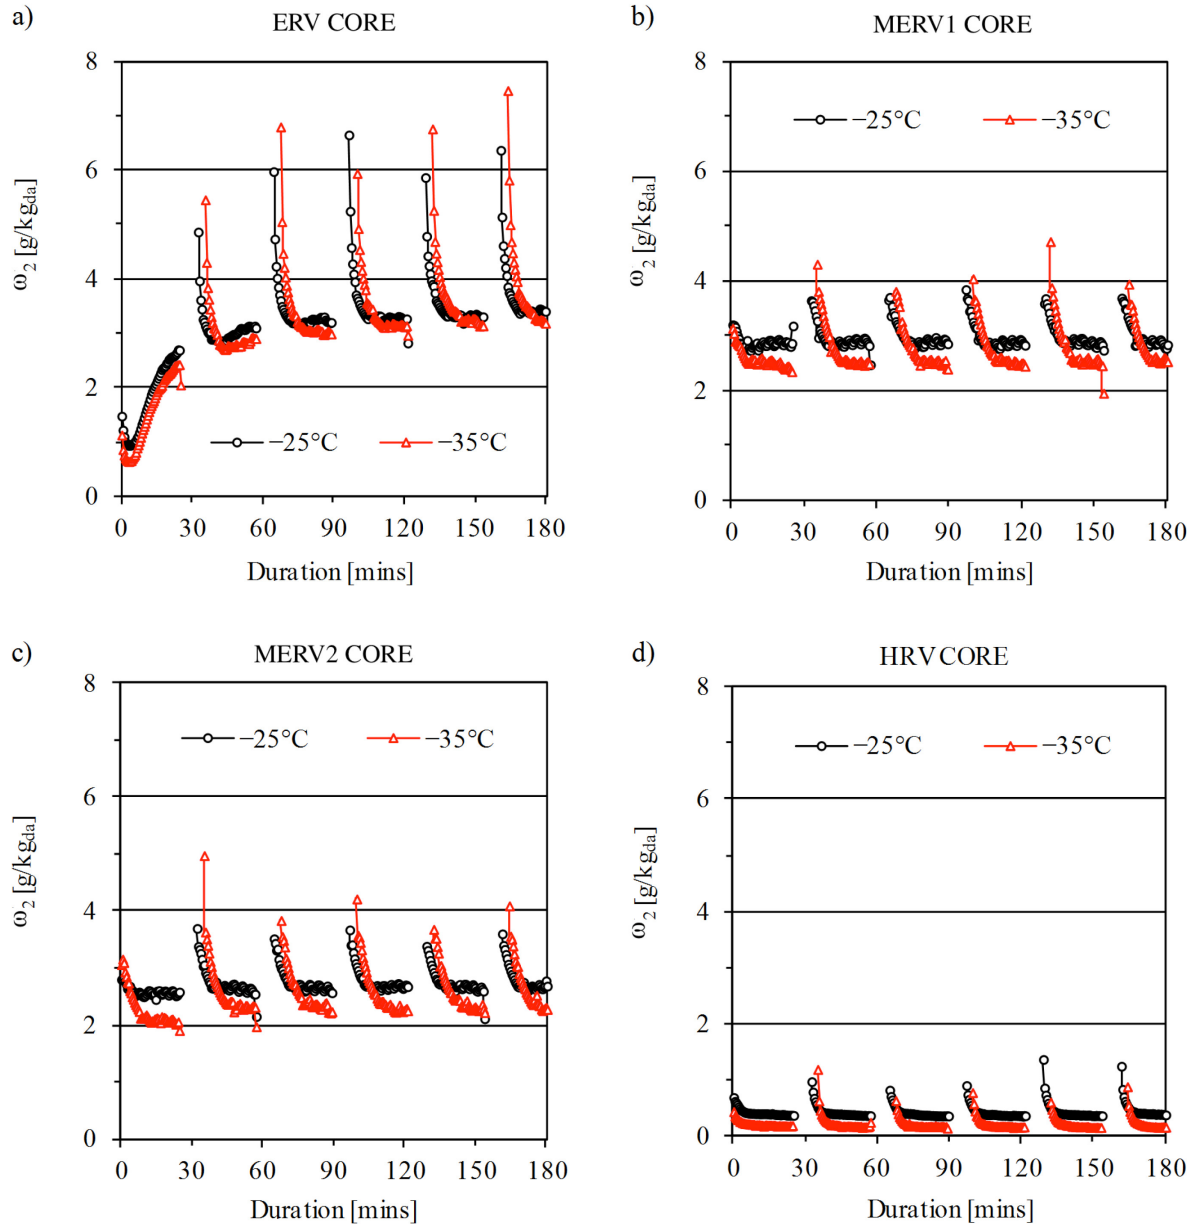 a) ERV CORE
8
6
4
2
0
ω2 [g/kgda]
−25°C −35°C
0 30 60 90 120 150 180
Duration [mins]
b) MERV1 CORE
8
6
4
2
0
ω2 [g/kgda]
−25°C −35°C
0 30 60 90 120 150 180
Duration [mins]
c) MERV2 CORE
8
6
4
2
0
ω2 [g/kgda]
−25°C −35°C
0 30 60 90 120 150 180
Duration [mins]
d) HRV CORE
8
6
4
2
0
ω2 [g/kgda]
−25°C −35°C
0 30 60 90 120 150 180
Duration [mins]